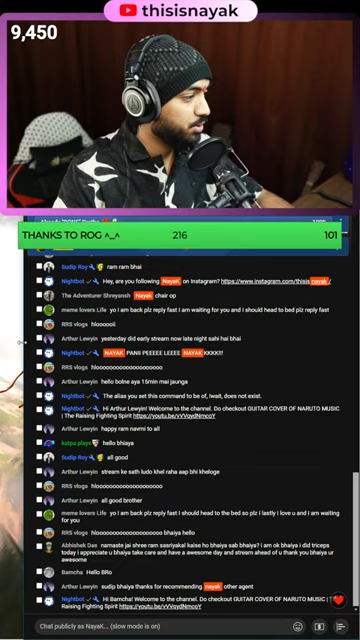 thisisnayak
9,450
THANKS TO ROG ^_^ 216 101
Sudip Roy ram ram bhai
Nightbot Hey, are you following NayaK on Instagram? https://www.instagram.com/thisisnayak/
The Adventurer Shreyansh Nayak chair op
meme lovers Life yo I am back plz reply fast I am waiting for you and I should head to bed plz reply fast
RRS vlogs hloooooii
Arthur Lewyin yesterday did early stream now late night sahi hai bhai
Nightbot NAYAK PANII PEEEEE LEEEE NAYAK KKKK!!!
RRS vlogs hlooooooooooooooooooo
Arthur Lewyin hello bolne aya 15min mai jaunga
Nightbot The alias you set this command to be of, !wait, does not exist.
Nightbot Hi Arthur Lewyin! Welcome to the channel. Do checkout GUITAR COVER OF NARUTO MUSIC
| The Raising Fighting Spirit
Arthur Lewyin happy ram navmi to all
katpa plays hello bhaiya
Sudip Roy all good
Arthur Lewyin stream ke sath ludo khel raha aap bhi kheloge
RRS vlogs hlooooooooooooooooooo
Arthur Lewyin all good brother
meme lovers Life yo I am back plz reply fast I should head to the bed so plz I lastly I love u and I am waiting
for you
RRS vlogs hlooooooooooooooooooo bhaiya hello
Abhishek Das namaste jai shree ram sasriyakal kaise ho bhaiya sab bhaiya? i am ok bhaiya i did triceps
today i appreciate u bhaiya take care and have a awesome day and stream ahead of u thank you bhaiya ur
awesome
Bamcha Hello BRo
Arthur Lewyin sudip bhaiya thanks for recommending nayak other agent
Nightbot Hi Bamcha! Welcome to the channel. Do checkout GUITAR COVER OF NARUTO MUSIC | The
Raising Fighting Spirit
Chat publicly as NayaK... (slow mode is on)